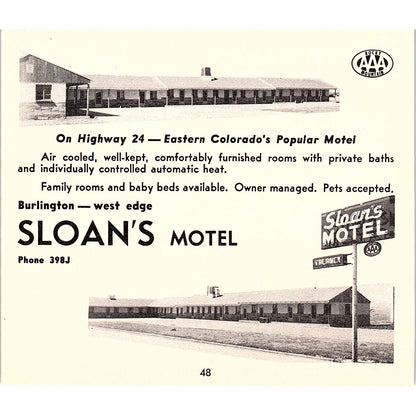 ROCKY
AAA
MOUNTAIN
On Highway 24 — Eastern Colorado's Popular Motel
Air cooled, well-kept, comfortably furnished rooms with private baths
and individually controlled automatic heat.
Family rooms and baby beds available. Owner managed. Pets accepted.
Burlington — west edge
SLOAN'S MOTEL
Phone 398J
Sloan's
MOTEL
AAA
VACANCY
48